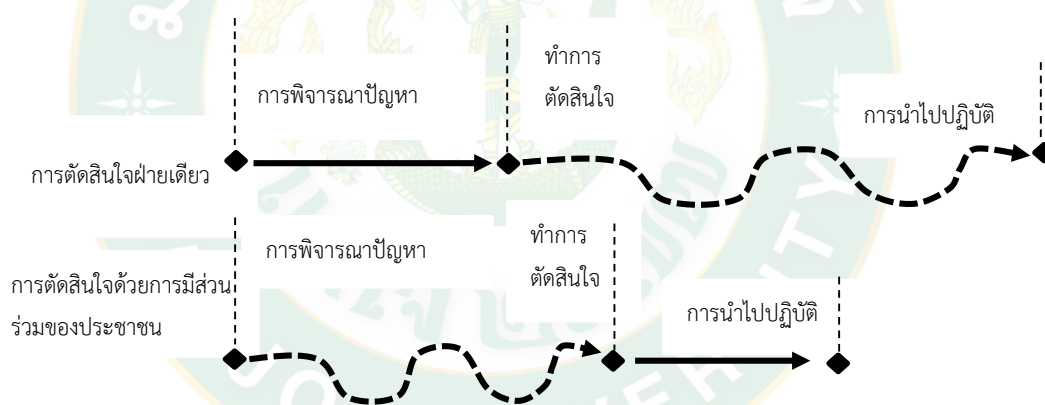 การพิจารณาปัญหา
ทำการ
ตัดสินใจ
การนำไปปฏิบัติ
การตัดสินใจฝ่ายเดียว
การพิจารณาปัญหา
ทำการ
ตัดสินใจ
การตัดสินใจด้วยการมีส่วน
ร่วมของประชาชน
การนำไปปฏิบัติ